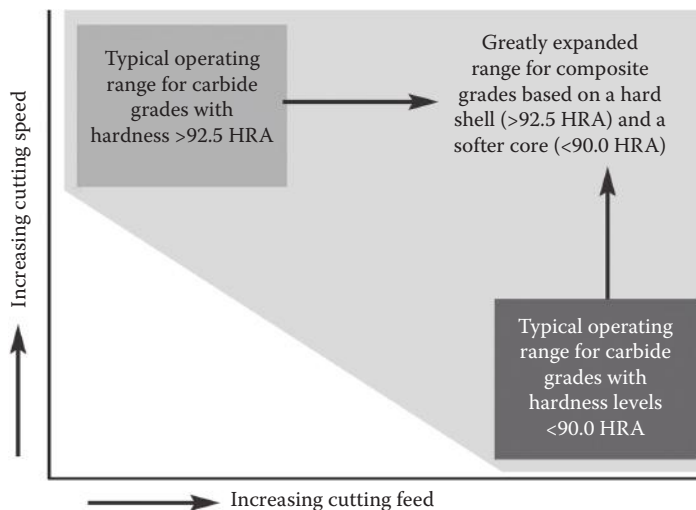 Typical operating
range for carbide
grades with
hardness >92.5 HRA
Greatly expanded
range for composite
grades based on a hard
shell (>92.5 HRA) and a
softer core (<90.0 HRA)
Typical operating
range for carbide
grades with
hardness levels
<90.0 HRA
Increasing cutting speed
Increasing cutting feed